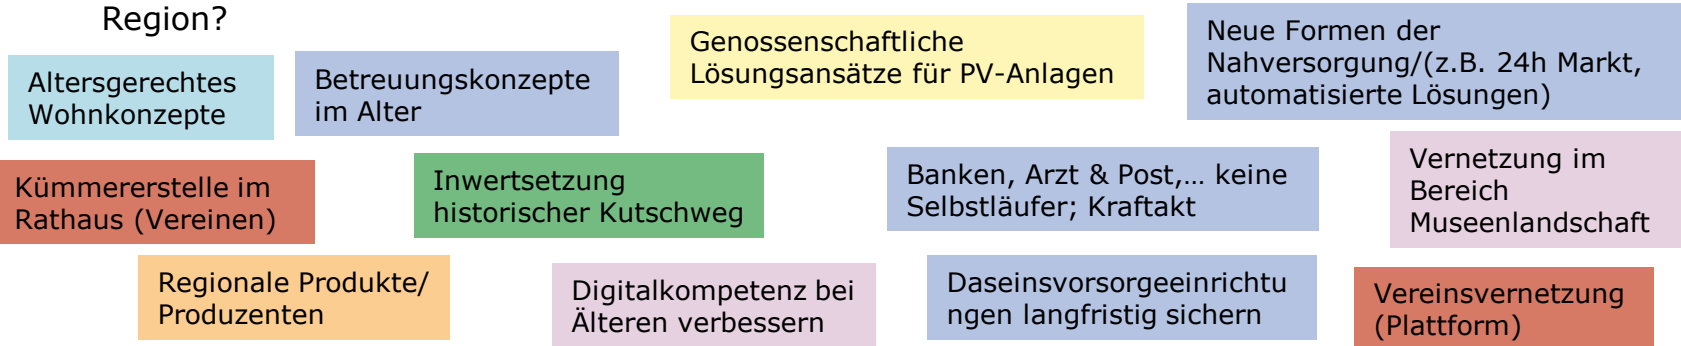 Region?
Altersgerechtes
Wohnkonzepte
Betreuungskonzepte
im Alter
Genossenschaftliche
Lösungsansätze für PV-Anlagen
Neue Formen der
Nahversorgung/(z.B. 24h Markt,
automatisierte Lösungen)
Kümmererstelle im
Rathaus (Vereinen)
Inwertsetzung
historischer Kutschweg
Banken, Arzt & Post,… keine
Selbstläufer; Kraftakt
Vernetzung im
Bereich
Museenlandschaft
Regionale Produkte/
Produzenten
Digitalkompetenz bei
Älteren verbessern
Daseinsvorsorgeeinrichtu
ngen langfristig sichern
Vereinsvernetzung
(Plattform)